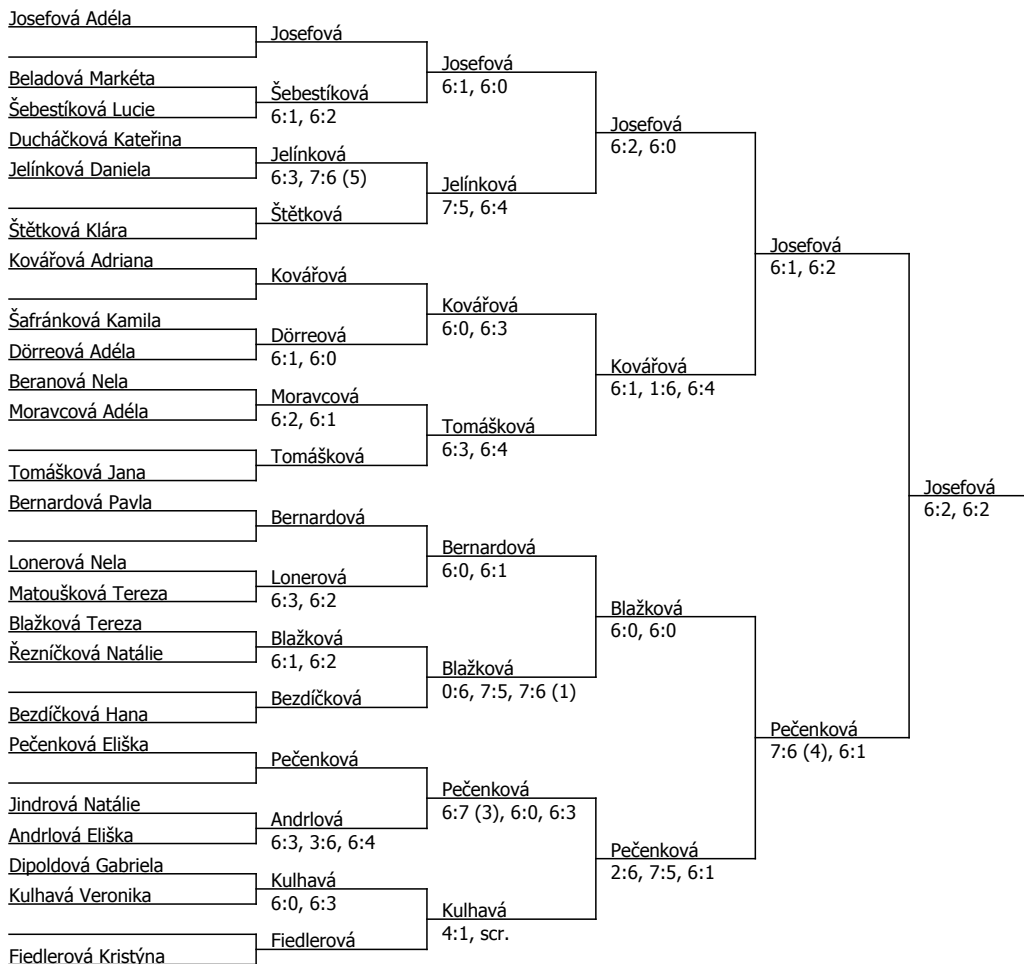 Josefová Adéla
Beladová Markéta
Šebestíková Lucie
Ducháčková Kateřina
Jelínková Daniela
Štětková Klára
Kovářová Adriana
Šafránková Kamila
Dörreová Adéla
Beranová Nela
Moravcová Adéla
Tomášková Jana
Bernardová Pavla
Lonerová Nela
Matoušková Tereza
Blažková Tereza
Řezníčková Natálie
Bezdíčková Hana
Pečenková Eliška
Jindrová Natálie
Andrlová Eliška
Dipoldová Gabriela
Kulhavá Veronika
Fiedlerová Kristýna
Josefová
Šebestíková
6:1, 6:2
Jelínková
6:3, 7:6 (5)
Štětková
Kovářová
Dörreová
6:1, 6:0
Moravcová
6:2, 6:1
Tomášková
Bernardová
Lonerová
6:3, 6:2
Blažková
6:1, 6:2
Bezdíčková
Pečenková
Andrlová
6:3, 3:6, 6:4
Kulhavá
6:0, 6:3
Fiedlerová
Josefová
6:1, 6:0
Jelínková
7:5, 6:4
Kovářová
6:0, 6:3
Tomášková
6:3, 6:4
Bernardová
6:0, 6:1
Blažková
0:6, 7:5, 7:6 (1)
Pečenková
6:7 (3), 6:0, 6:3
Kulhavá
4:1, scr.
Josefová
6:2, 6:0
Kovářová
6:1, 1:6, 6:4
Blažková
6:0, 6:0
Pečenková
2:6, 7:5, 6:1
Josefová
6:1, 6:2
Pečenková
7:6 (4), 6:1
Josefová
6:2, 6:2